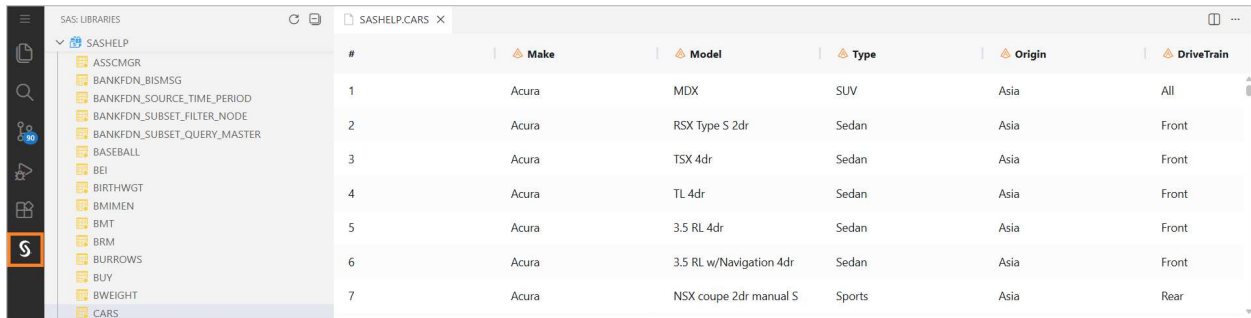 SAS: LIBRARIES
SASHELP
ASSCMGR
BANKFDN_BISMSG
BANKFDN_SOURCE_TIME_PERIOD
BANKFDN_SUBSET_FILTER_NODE
BANKFDN_SUBSET_QUERY_MASTER
BASEBALL
BEI
BIRTHWGT
BMIMEN
BMT
BRM
BURROWS
BUY
BWEIGHT
CARS
90
SASHELP.CARS
# Make Model Type Origin DriveTrain
1 Acura MDX SUV Asia All
2 Acura RSX Type S 2dr Sedan Asia Front
3 Acura TSX 4dr Sedan Asia Front
4 Acura TL 4dr Sedan Asia Front
5 Acura 3.5 RL 4dr Sedan Asia Front
6 Acura 3.5 RL w/Navigation 4dr Sedan Asia Front
7 Acura NSX coupe 2dr manual S Sports Asia Rear